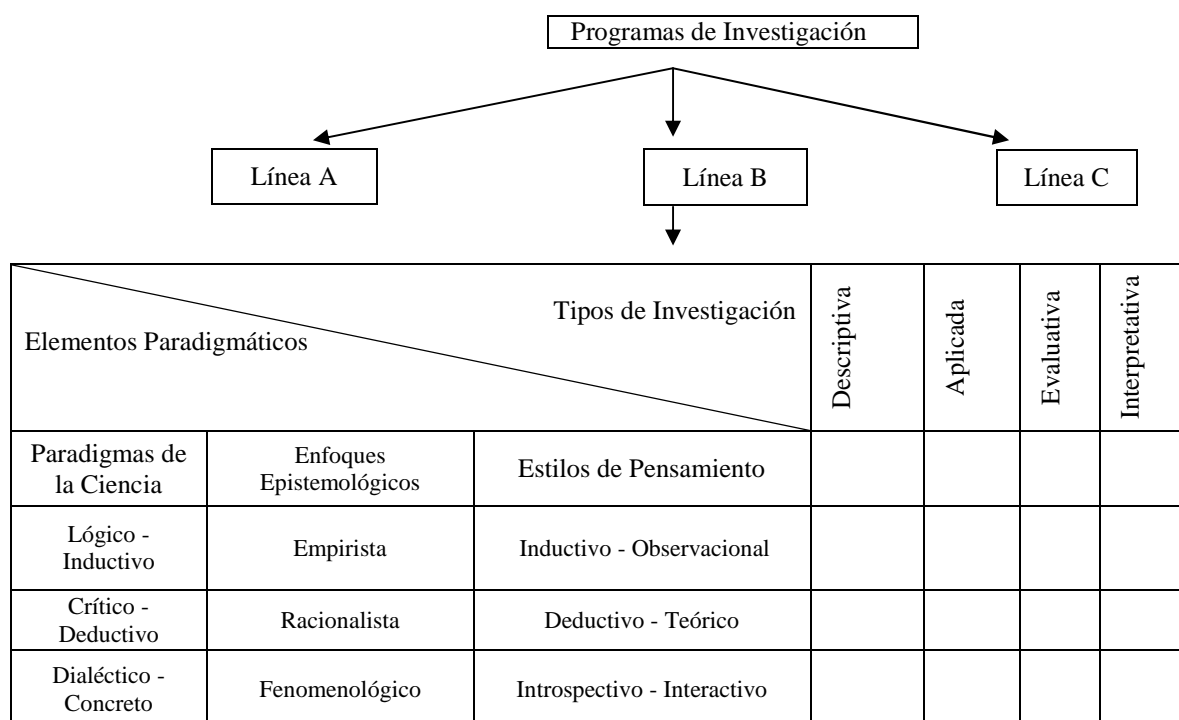 Programas de Investigación
Línea A
Línea B
Línea C
Tipos de Investigación
Elementos Paradigmáticos
Descriptiva
Aplicada
Evaluativa
Interpretativa
Paradigmas de
la Ciencia
Enfoques
Epistemológicos
Estilos de Pensamiento
Lógico -
Inductivo
Empirista
Inductivo - Observacional
Crítico -
Deductivo
Racionalista
Deductivo - Teórico
Dialéctico -
Concreto
Fenomenológico
Introspectivo - Interactivo